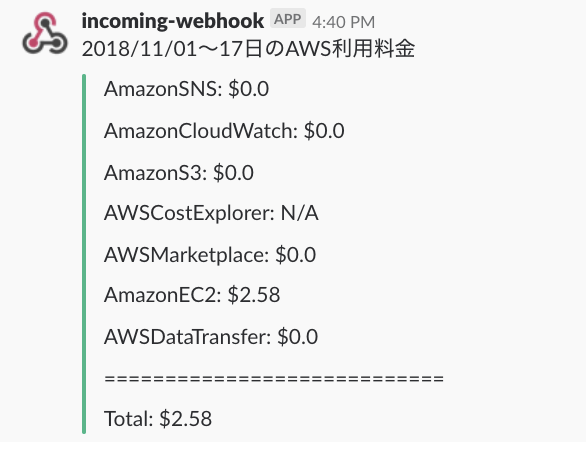 incoming-webhook APP 4:40 PM
2018/11/01〜17日のAWS利用料金
AmazonSNS: $0.0
AmazonCloudWatch: $0.0
AmazonS3: $0.0
AWSCostExplorer: N/A
AWSMarketplace: $0.0
AmazonEC2: $2.58
AWSDataTransfer: $0.0
============================
Total: $2.58